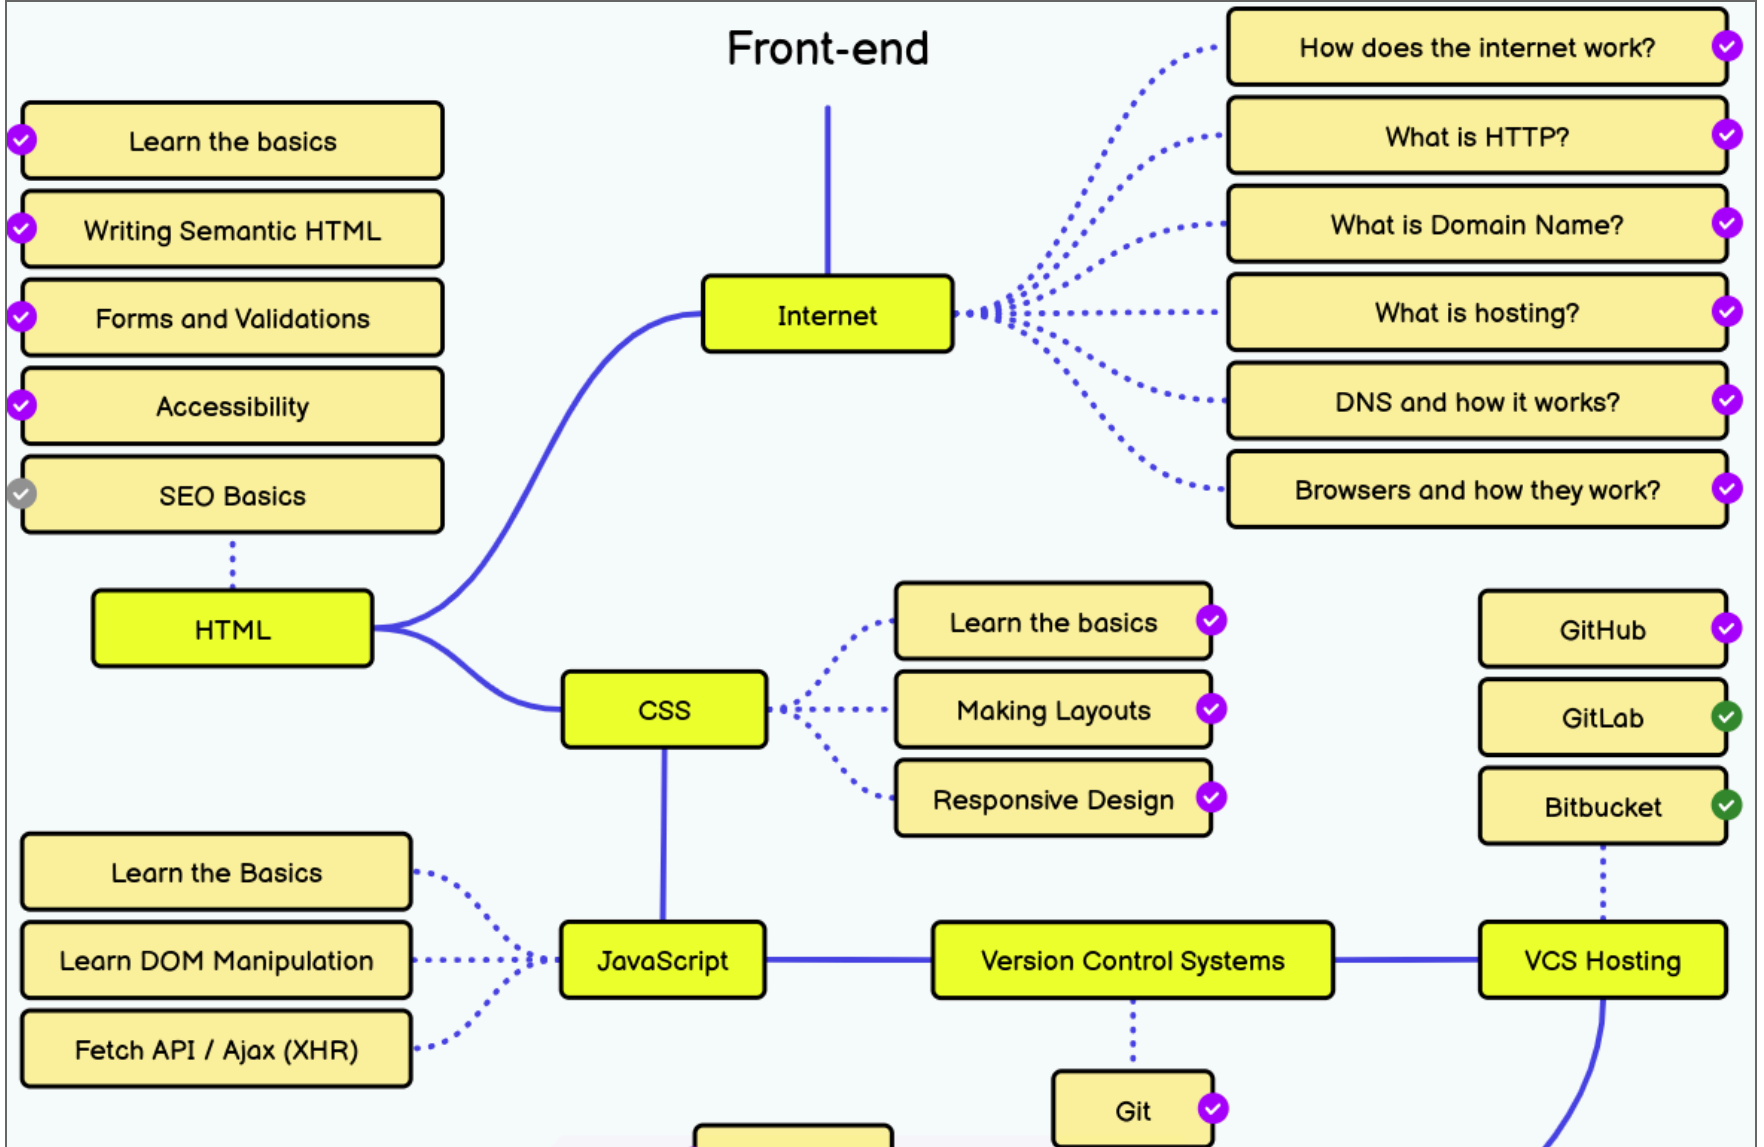 Front-end
Internet
How does the internet work?
What is HTTP?
What is Domain Name?
What is hosting?
DNS and how it works?
Browsers and how they work?
Learn the basics
Writing Semantic HTML
Forms and Validations
Accessibility
SEO Basics
HTML
CSS
Learn the basics
Making Layouts
Responsive Design
GitHub
GitLab
Bitbucket
Learn the Basics
Learn DOM Manipulation
Fetch API / Ajax (XHR)
JavaScript
Version Control Systems
VCS Hosting
Git